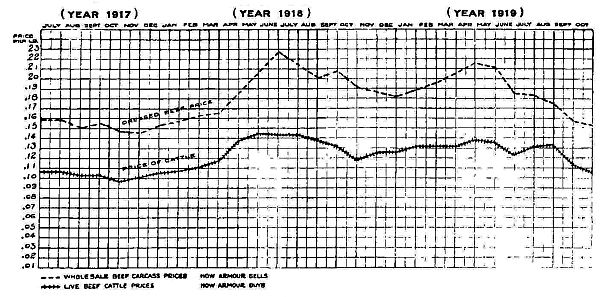 (YEAR 1917) (YEAR 1918) (YEAR 1919)
JULY AUG SEPT OCT NOV DEC JAN FEB MAR APR MAY JUNE JULY AUG SEPT OCT NOV DEC JAN FEB MAR APR MAY JUNE JULY AUG SEPT OCT
PRICE
PER LB.
.23
.22
.21
.20
.19
.18
.17
.16
.15
.14
.13
.12
.11
.10
.09
.08
.07
.06
.05
.04
.03
.02
.01
DRESSED BEEF PRICE
PRICE OF CATTLE
WHOLESALE BEEF CARCASS PRICES HOW ARMOUR SELLS
LIVE BEEF CATTLE PRICES HOW ARMOUR BUYS